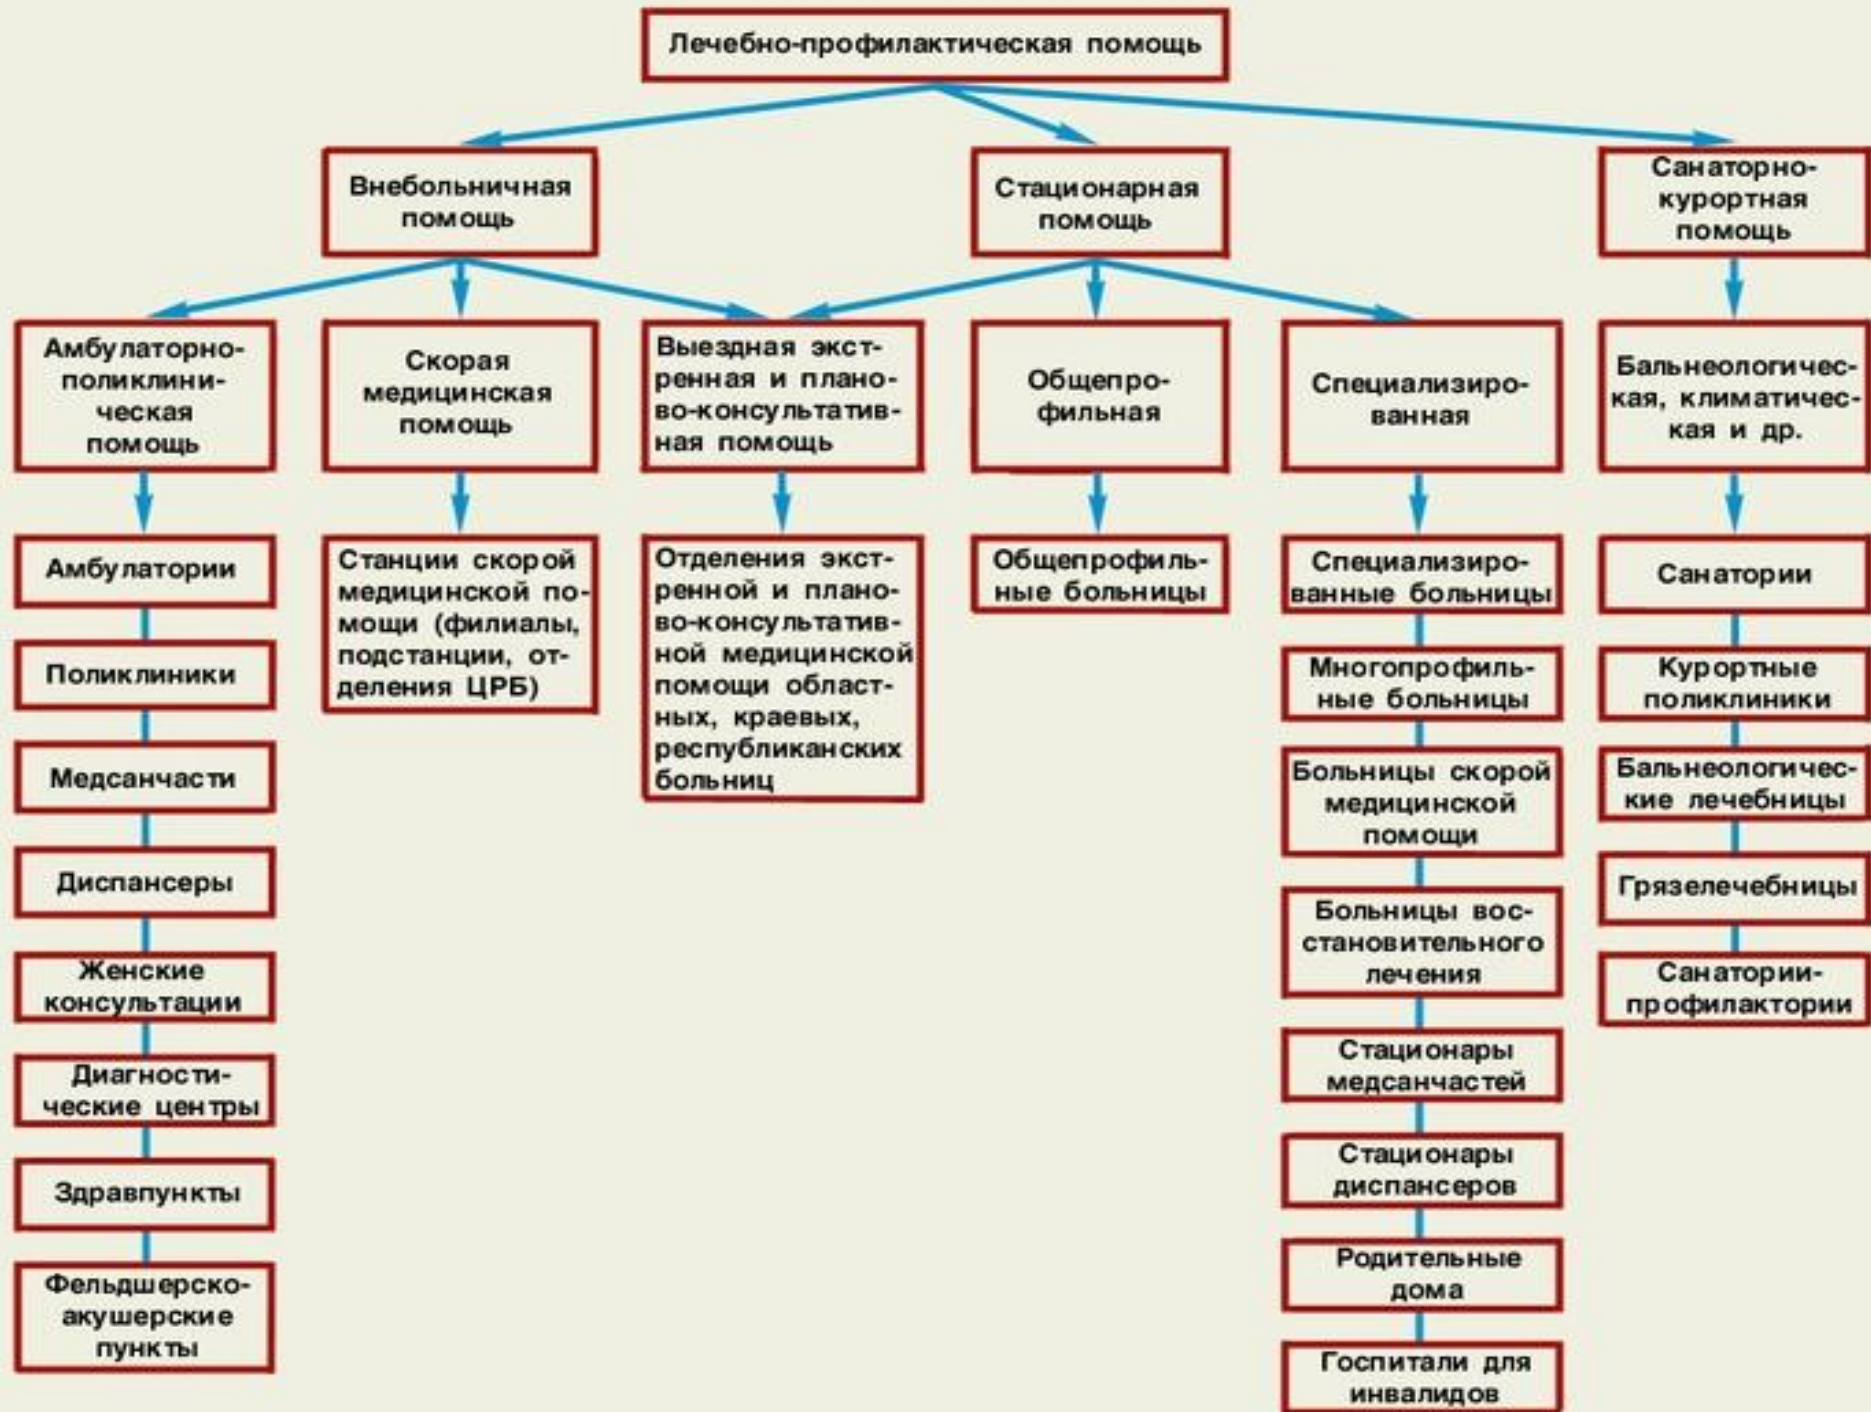 Лечебно-профилактическая помощь
Внебольничная
помощь
Стационарная
помощь
Санаторно-
курортная
помощь
Амбулаторно-
поликлини-
ческая
помощь
Скорая
медицинская
помощь
Выездная экст-
ренная и плано-
во-консультатив-
ная помощь
Общепро-
фильная
Специализиро-
ванная
Бальнеологичес-
кая, климатичес-
кая и др.
Амбулатории
Поликлиники
Медсанчасти
Диспансеры
Женские
консультации
Диагности-
ческие центры
Здравпункты
Фельдшерско-
акушерские
пункты
Станции скорой
медицинской по-
мощи (филиалы,
подстанции, от-
деления ЦРБ)
Отделения экст-
ренной и плано-
во-консультатив-
ной медицинской
помощи област-
ных, краевых,
республиканских
больниц
Общепрофиль-
ные больницы
Специализиро-
ванные больницы
Многопрофиль-
ные больницы
Больницы скорой
медицинской
помощи
Больницы вос-
становительного
лечения
Стационары
медсанчастей
Стационары
диспансеров
Родительные
дома
Госпитали для
инвалидов
Санатории
Курортные
поликлиники
Бальнеологичес-
кие лечебницы
Грязелечебницы
Санатории-
профилактории